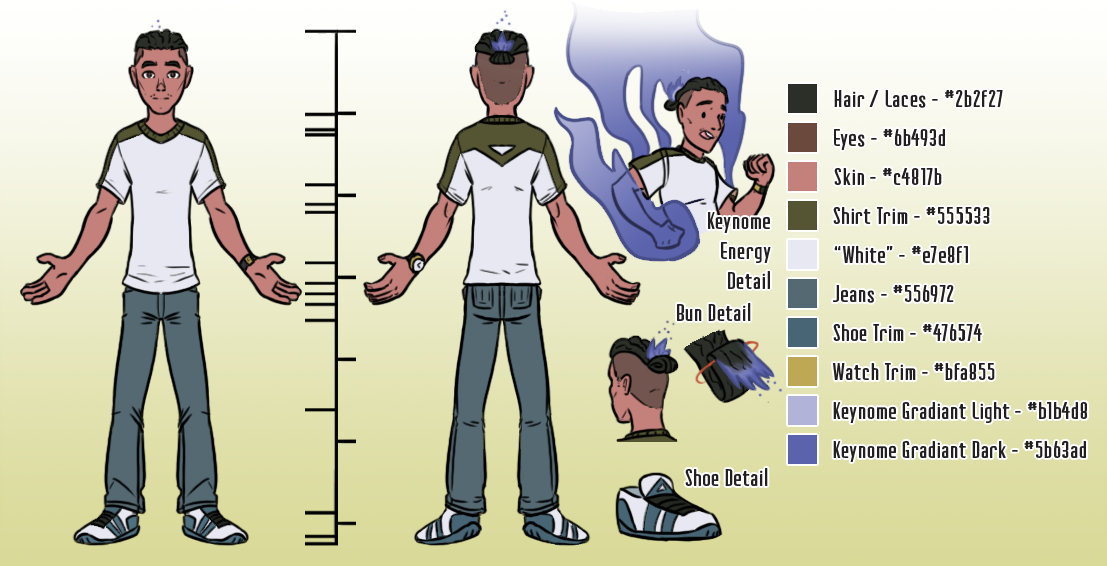 Hair / Laces - #2b2f27
Eyes - #6b493d
Skin - #c4817b
Shirt Trim - #555533
"White" - #e7e8f1
Jeans - #556972
Shoe Trim - #476574
Watch Trim - #bfa855
Keynome Gradiant Light - #b1b4d8
Keynome Gradiant Dark - #5b63ad
Keynome
Energy
Detail
Bun Detail
Shoe Detail